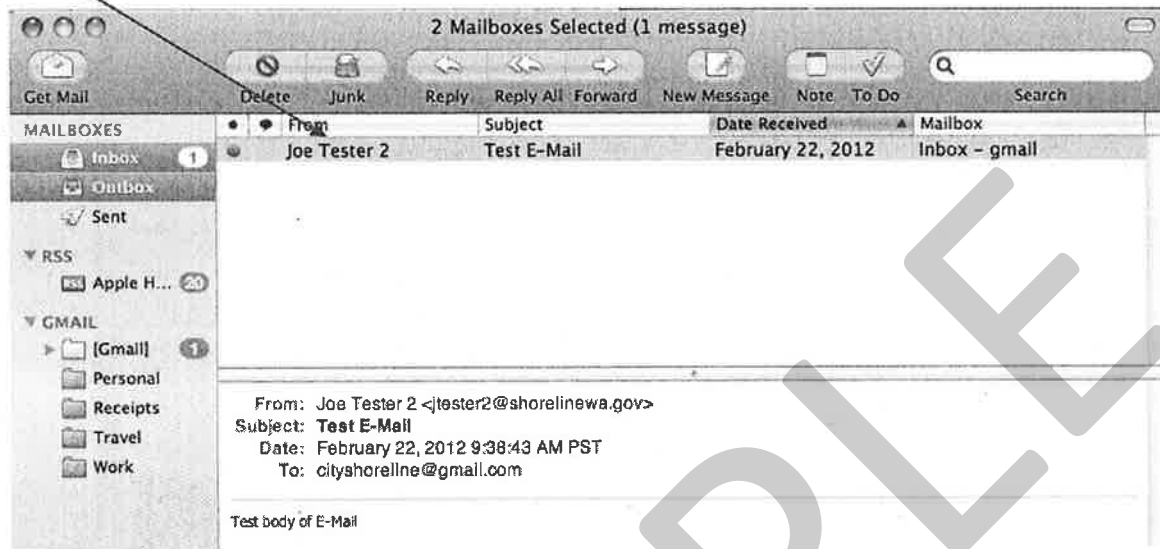 2 Mailboxes Selected (1 message)
Get Mail Delete Junk Reply Reply All Forward New Message Note To Do Search
MAILBOXES From Subject Date Received Mailbox
Inbox 1 Joe Tester 2 Test E-Mail February 22, 2012 Inbox – gmail
Outbox
Sent
RSS
Apple H... 20
GMAIL
[Gmail] 1
Personal
Receipts
Travel
Work
From: Joe Tester 2 <jtester2@shorelinewa.gov>
Subject: Test E-Mail
Date: February 22, 2012 9:38:43 AM PST
To: cityshoreline@gmail.com
Test body of E-Mail
PLE